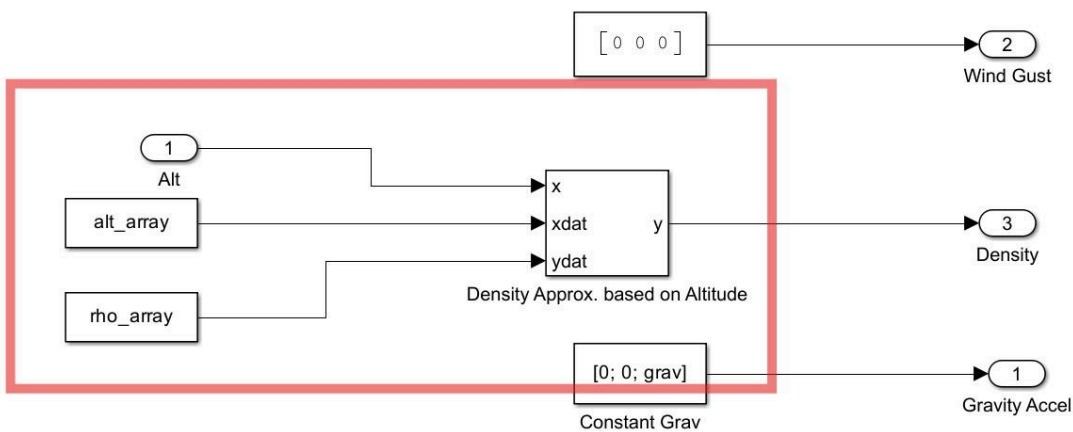 [0 0 0]
2
Wind Gust
1
Alt
alt_array
rho_array
x
xdat
ydat
y
Density Approx. based on Altitude
3
Density
[0; 0; grav]
Constant Grav
1
Gravity Accel